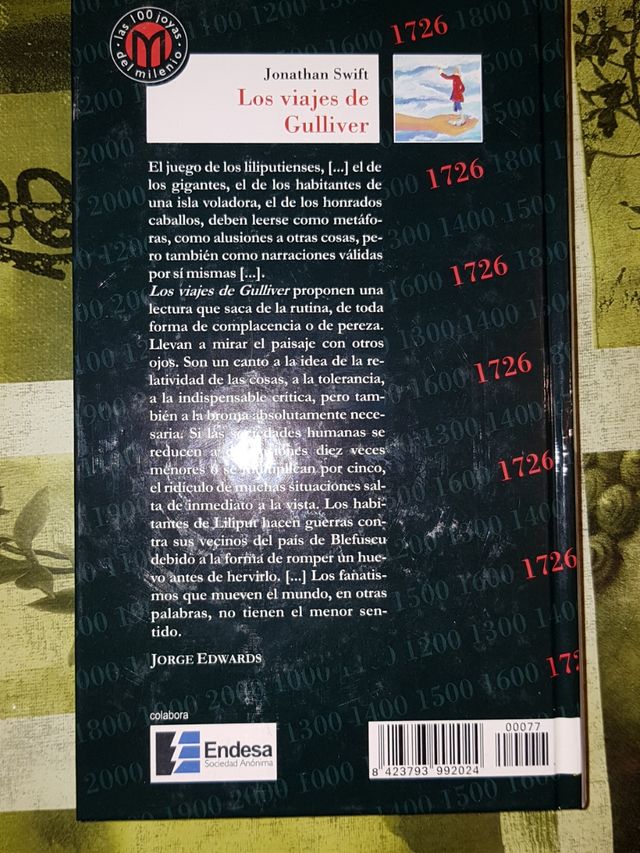 las 100 joyas
del milenio
M
Jonathan Swift
Los viajes de
Gulliver
El juego de los liliputienses, [...] el de
los gigantes, el de los habitantes de
una isla voladora, el de los honrados
caballos, deben leerse como metáfo-
ras, como alusiones a otras cosas, pe-
ro también como narraciones válidas
por sí mismas [...].
Los viajes de Gulliver proponen una
lectura que saca de la rutina, de toda
forma de complacencia o de pereza.
Llevan a mirar el paisaje con otros
ojos. Son un canto a la idea de la re-
latividad de las cosas, a la tolerancia,
a la indispensable crítica, pero tam-
bién a la broma absolutamente nece-
saria. Si las sociedades humanas se
reducen a dimensiones diez veces
menores o se multiplican por cinco,
el ridículo de muchas situaciones sal-
ta de inmediato a la vista. Los habi-
tantes de Liliput hacen guerras con-
tra sus vecinos del país de Blefuscu
debido a la forma de romper un hue-
vo antes de hervirlo. [...] Los fanatis-
mos que mueven el mundo, en otras
palabras, no tienen el menor sen-
tido.
JORGE EDWARDS
1726
1726
1726
1726
1726
1726
colabora
Endesa
Sociedad Anónima
00077
8 423793 992024